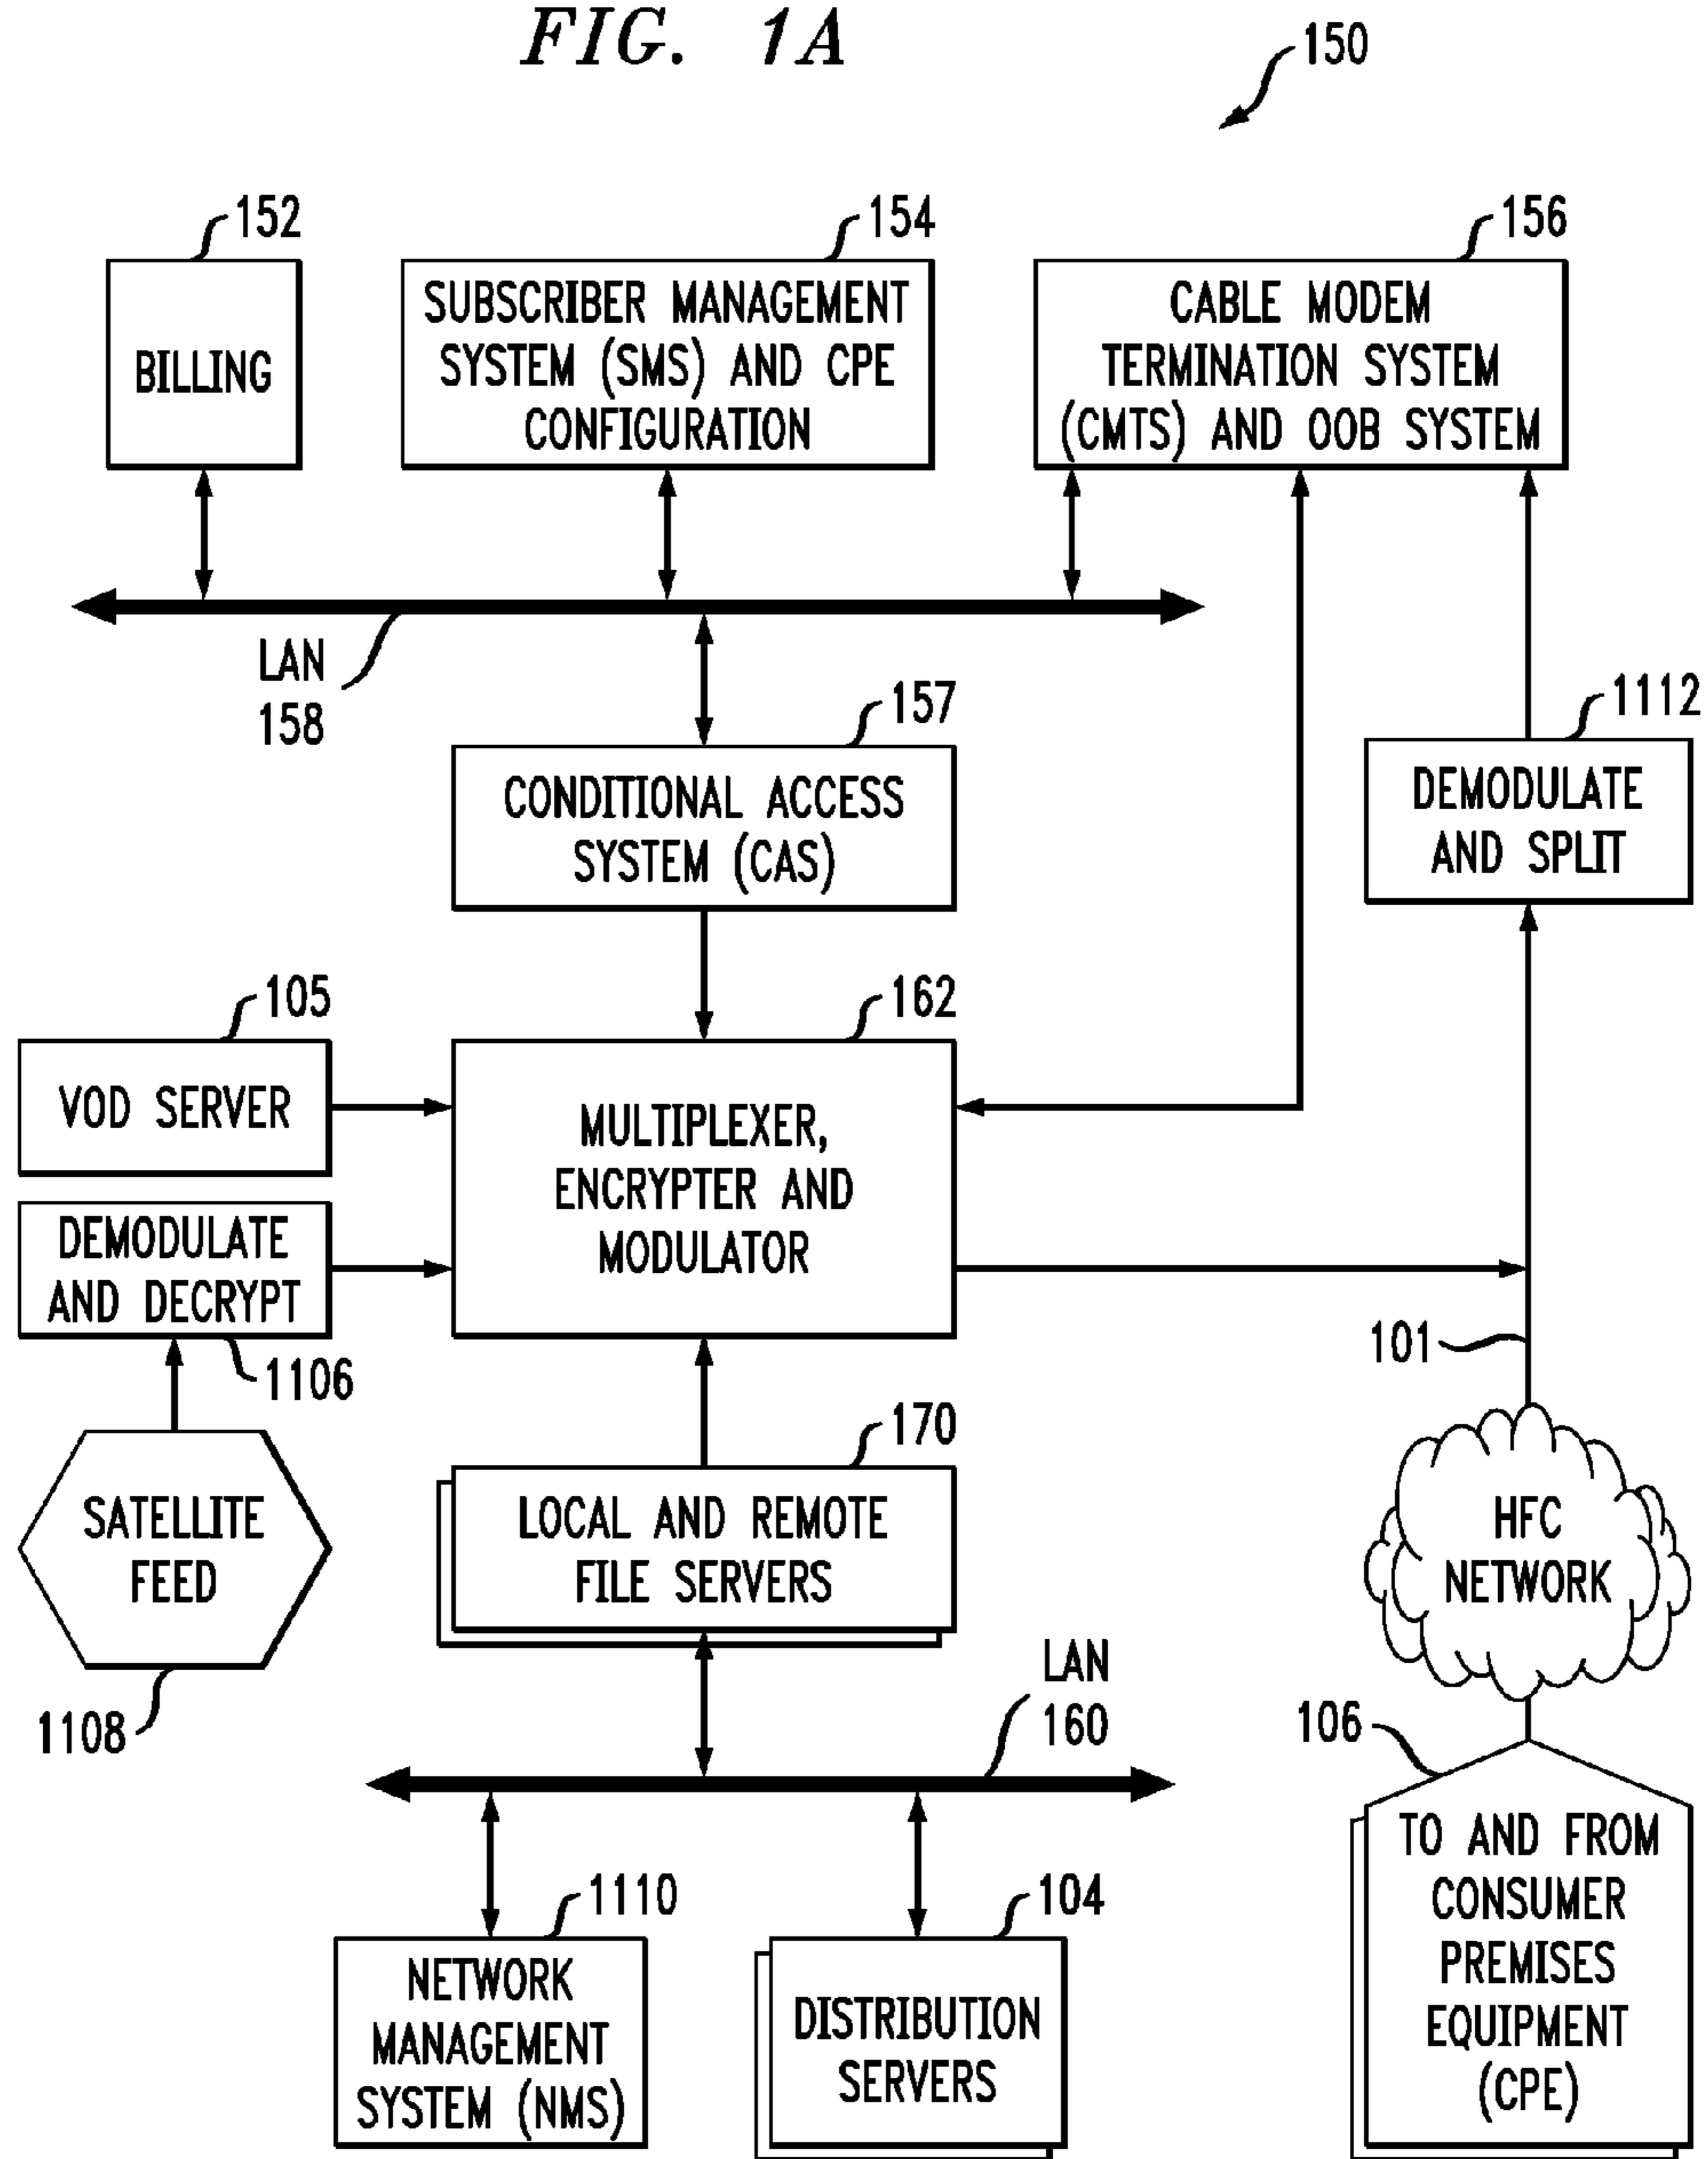 FIG. 1A
150
152
154
156
BILLING
SUBSCRIBER MANAGEMENT
SYSTEM (SMS) AND CPE
CONFIGURATION
CABLE MODEM
TERMINATION SYSTEM
(CMTS) AND OOB SYSTEM
LAN
158
157
1112
CONDITIONAL ACCESS
SYSTEM (CAS)
DEMODULATE
AND SPLIT
105
162
VOD SERVER
MULTIPLEXER,
ENCRYPTER AND
MODULATOR
DEMODULATE
AND DECRYPT
1106
101
170
SATELLITE
FEED
LOCAL AND REMOTE
FILE SERVERS
HFC
NETWORK
1108
LAN
160
106
1110
104
NETWORK
MANAGEMENT
SYSTEM (NMS)
DISTRIBUTION
SERVERS
TO AND FROM
CONSUMER
PREMISES
EQUIPMENT
(CPE)